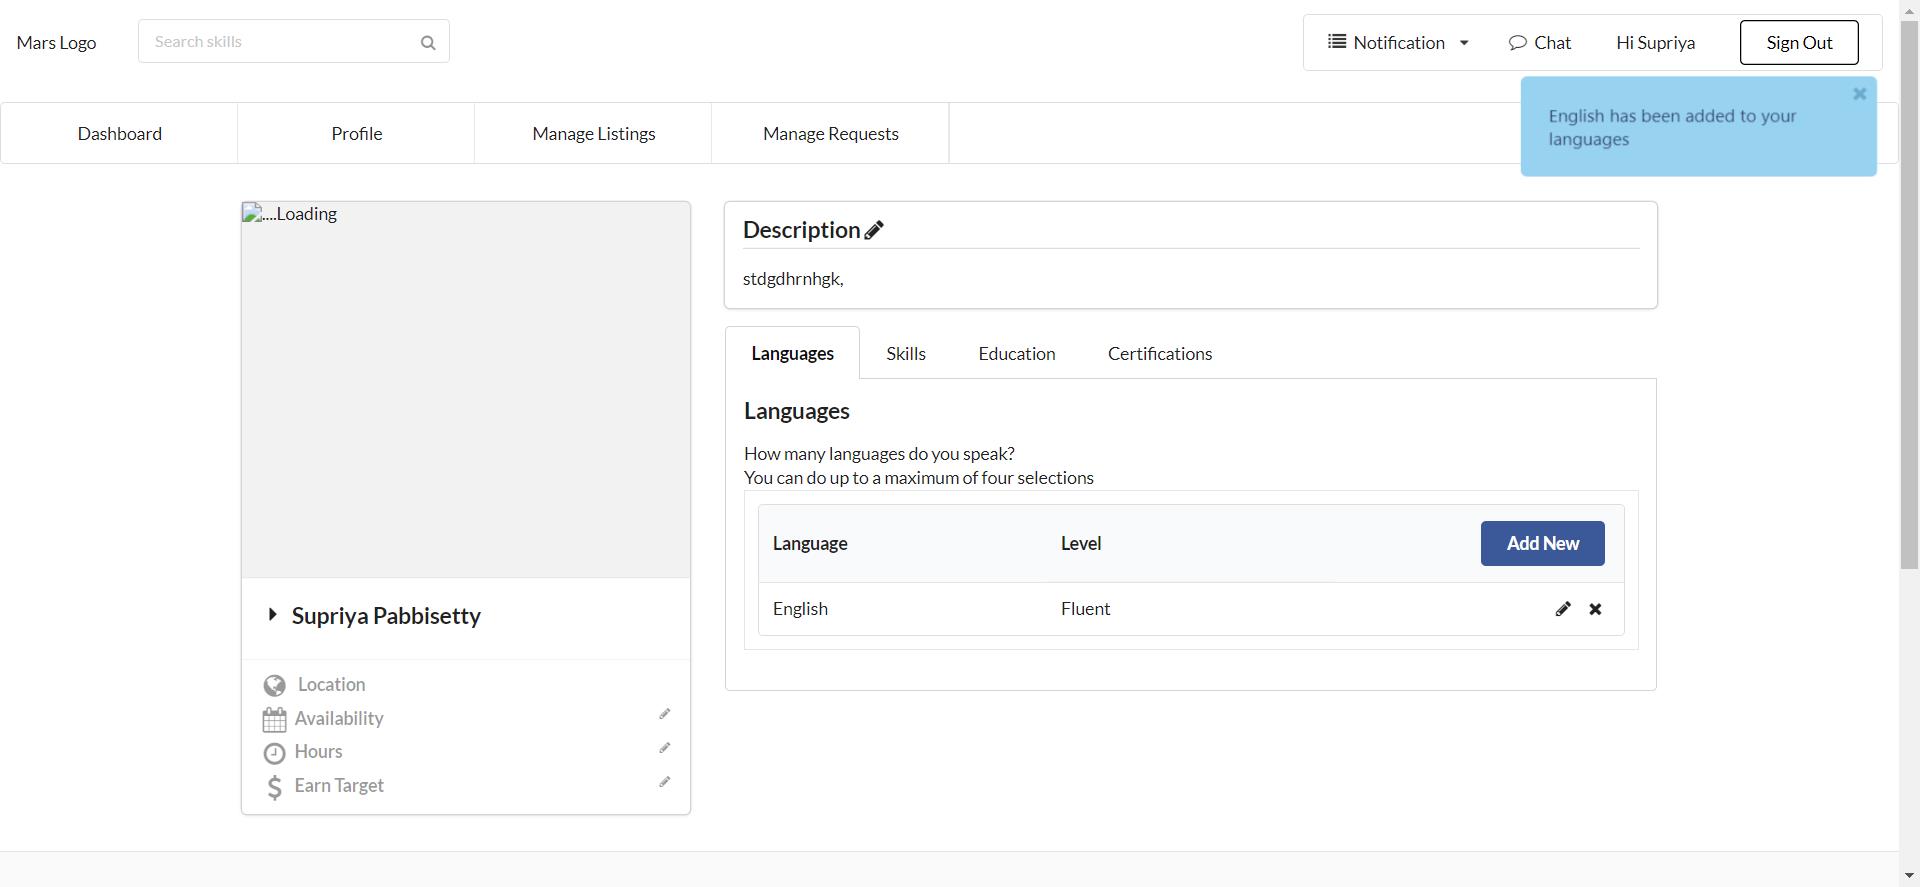 Mars Logo
Search skills
Notification
Chat
Hi Supriya
Sign Out
English has been added to your
languages
Dashboard
Profile
Manage Listings
Manage Requests
....Loading
Supriya Pabbisetty
Location
Availability
Hours
Earn Target
Description
stdgdhrnhgk,
Languages
Skills
Education
Certifications
Languages
How many languages do you speak?
You can do up to a maximum of four selections
Language
Level
Add New
English
Fluent